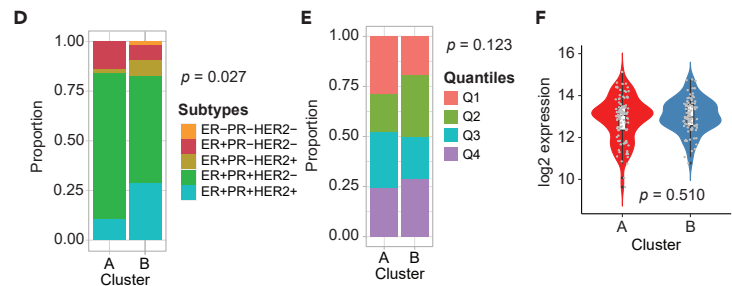 D
1.00
0.75
0.50
0.25
0.00
Proportion
A B
Cluster
p = 0.027
Subtypes
ER−PR−HER2−
ER+PR−HER2−
ER+PR−HER2+
ER+PR+HER2−
ER+PR+HER2+
E
1.00
0.75
0.50
0.25
0.00
Proportion
A B
Cluster
p = 0.123
Quantiles
Q1
Q2
Q3
Q4
F
16
14
12
10
log2 expression
p = 0.510
A B
Cluster